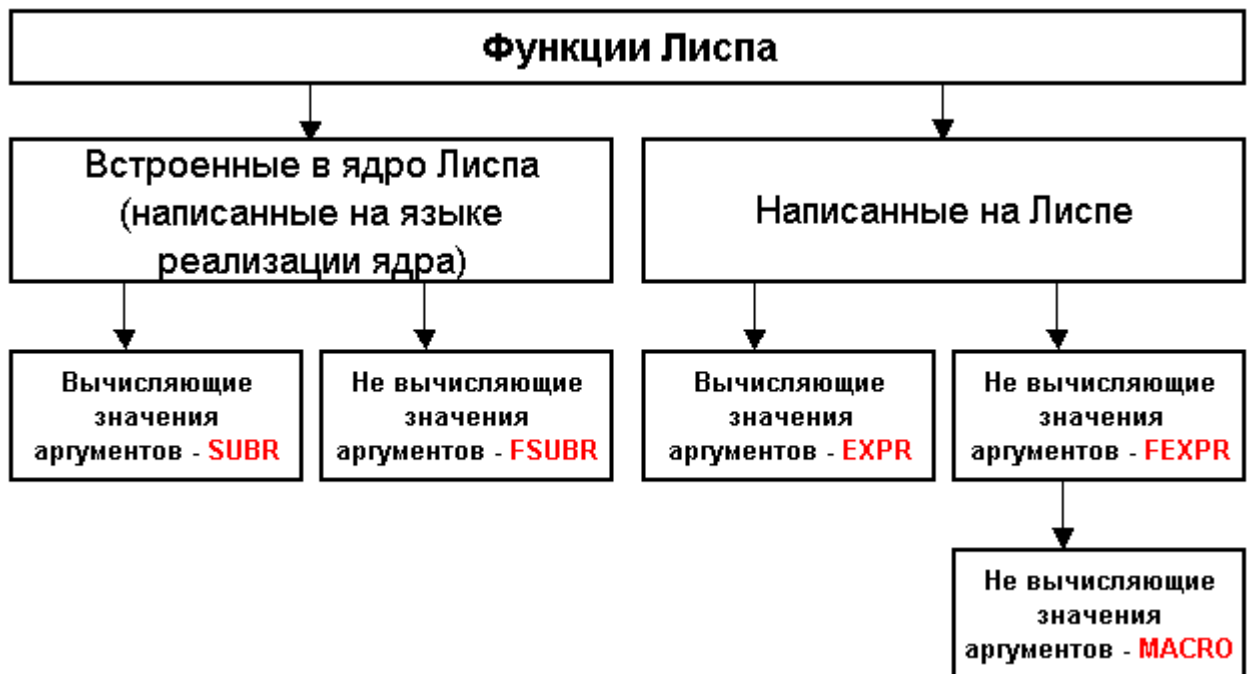 Функции Лиспа
Встроенные в ядро Лиспа
(написанные на языке
реализации ядра)
Написанные на Лиспе
Вычисляющие
значения
аргументов - SUBR
Не вычисляющие
значения
аргументов - FSUBR
Вычисляющие
значения
аргументов - EXPR
Не вычисляющие
значения
аргументов - FEXPR
Не вычисляющие
значения
аргументов - MACRO